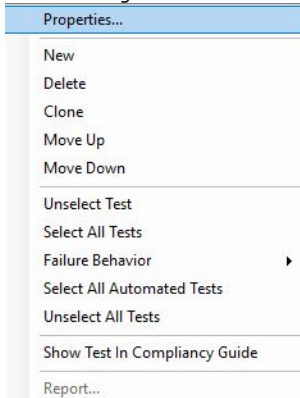 Properties...
New
Delete
Clone
Move Up
Move Down
Unselect Test
Select All Tests
Failure Behavior
Select All Automated Tests
Unselect All Tests
Show Test In Compliancy Guide
Report...